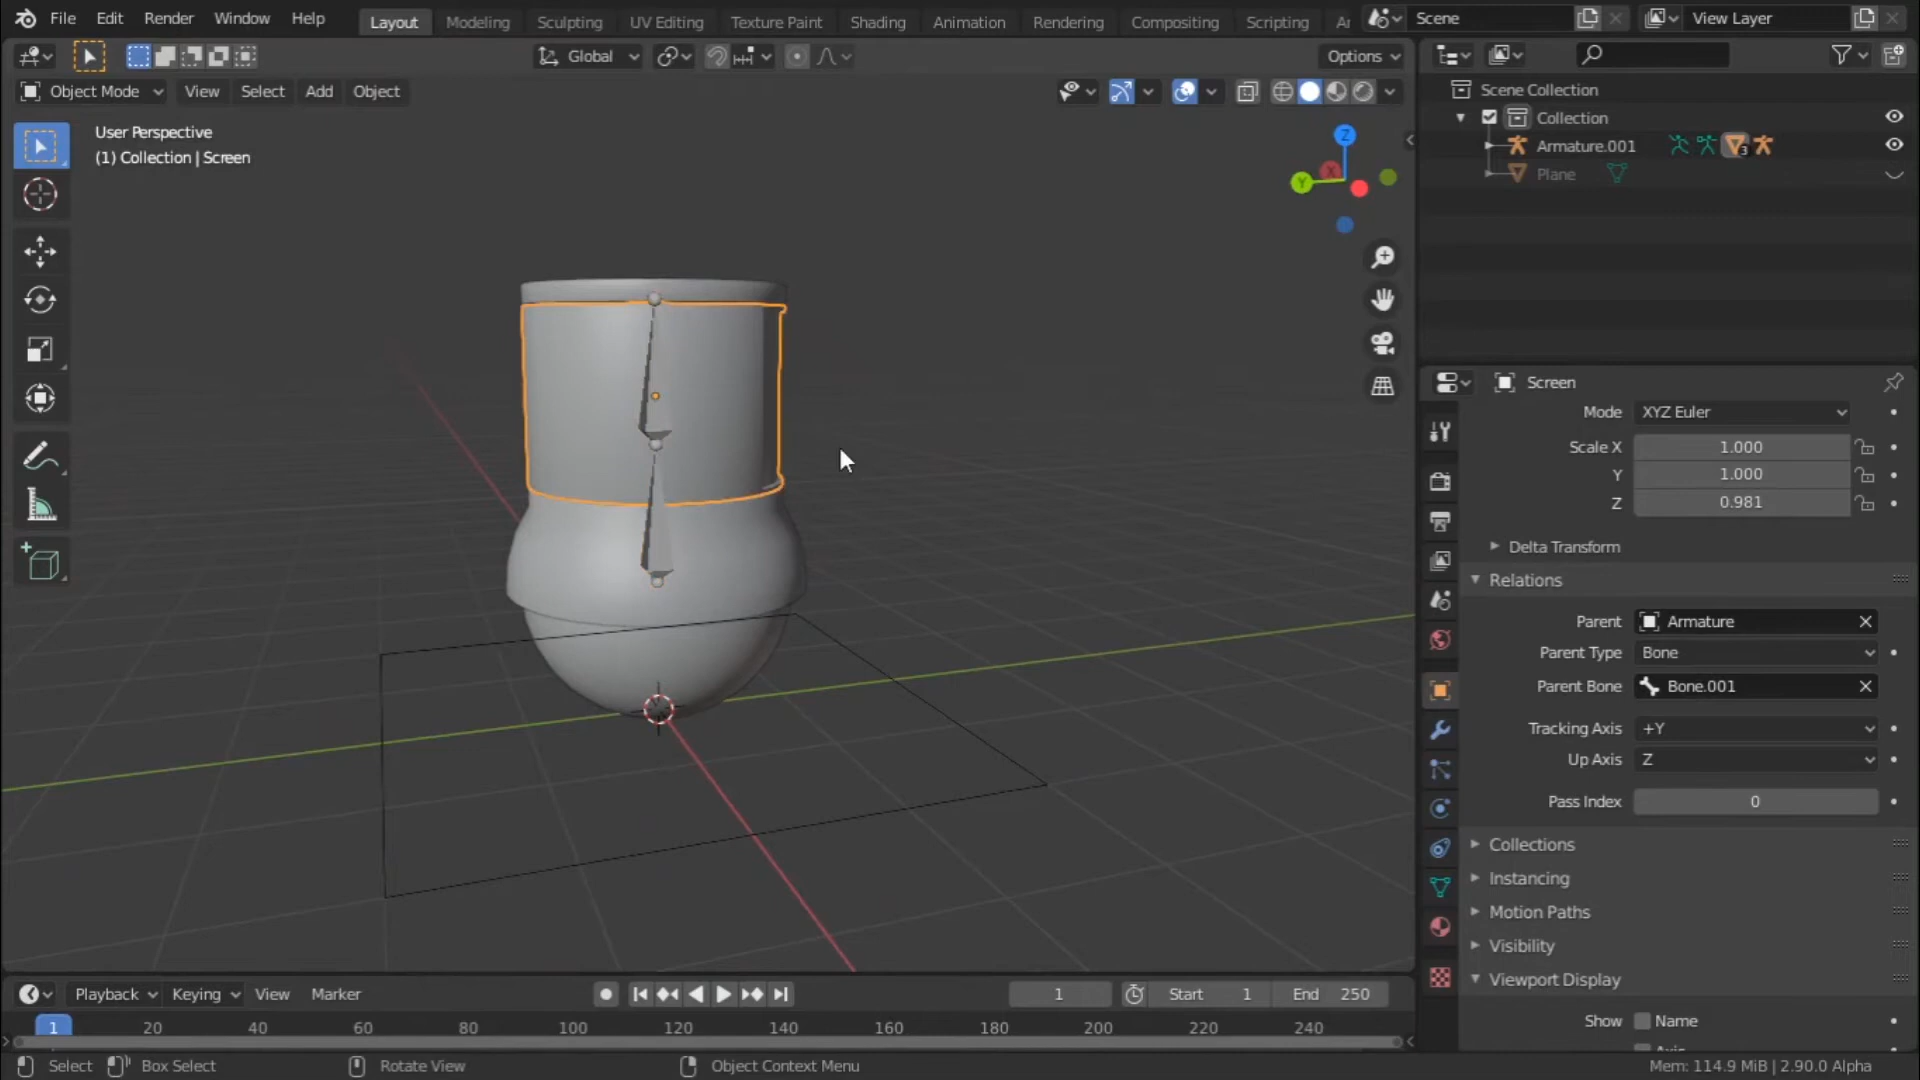 File Edit Render Window Help Layout Modeling Sculpting UV Editing Texture Paint Shading Animation Rendering Compositing Scripting Ar Scene View Layer
Global Options
Object Mode View Select Add Object
User Perspective
(1) Collection | Screen
Z
X
Y
Scene Collection
Collection
Armature.001 3
Plane
Screen
Mode XYZ Euler
Scale X 1.000
Y 1.000
Z 0.981
Delta Transform
Relations
Parent Armature
Parent Type Bone
Parent Bone Bone.001
Tracking Axis +Y
Up Axis Z
Pass Index 0
Collections
Instancing
Motion Paths
Visibility
Viewport Display
Show Name
Playback Keying View Marker 1 Start 1 End 250
1 20 40 60 80 100 120 140 160 180 200 220 240
Select Box Select Rotate View Object Context Menu Mem: 114.9 MiB | 2.90.0 Alpha